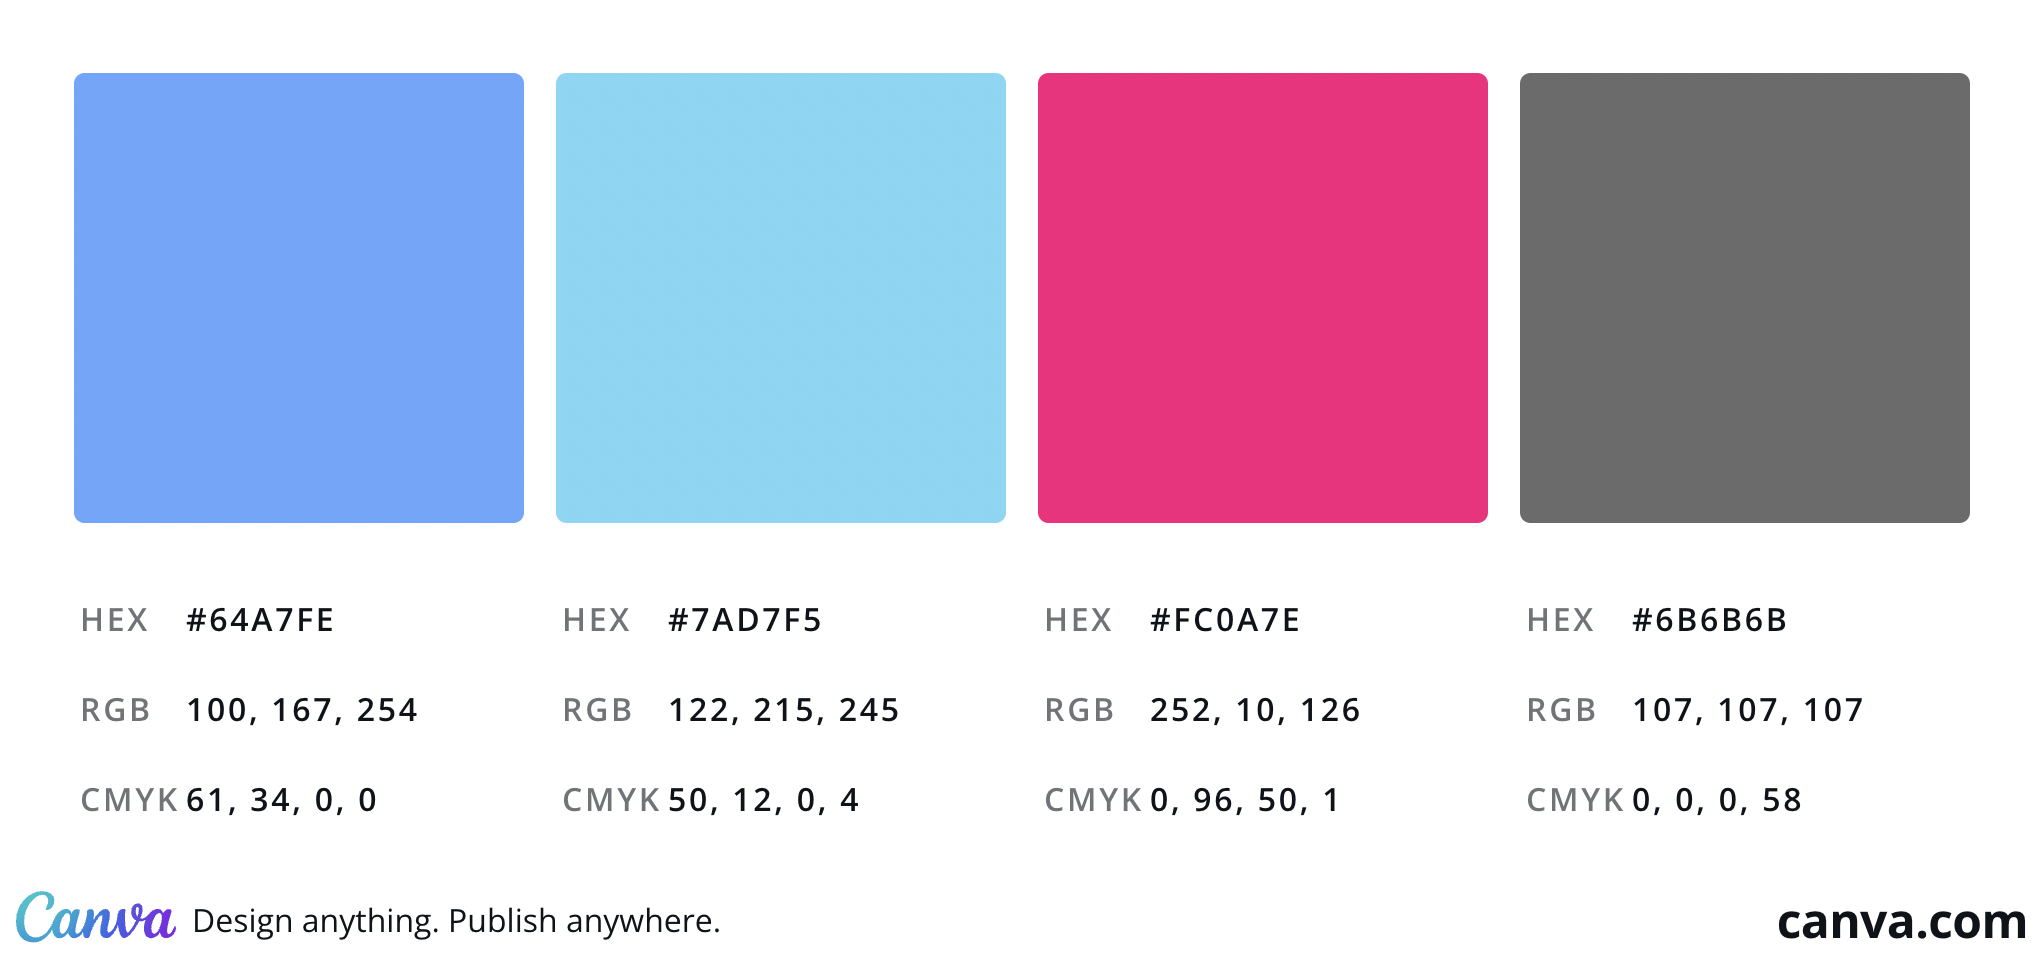 HEX #64A7FE
RGB 100, 167, 254
CMYK 61, 34, 0, 0
HEX #7AD7F5
RGB 122, 215, 245
CMYK 50, 12, 0, 4
HEX #FC0A7E
RGB 252, 10, 126
CMYK 0, 96, 50, 1
HEX #6B6B6B
RGB 107, 107, 107
CMYK 0, 0, 0, 58
Canva Design anything. Publish anywhere.
canva.com